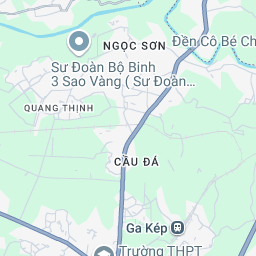 NGỌC SƠN
Đền Cô Bé Ch
Sư Đoàn Bộ Binh
3 Sao Vàng ( Sư Đoàn...
QUANG THỊNH
CẦU ĐÁ
Ga Kép
Trường THPT